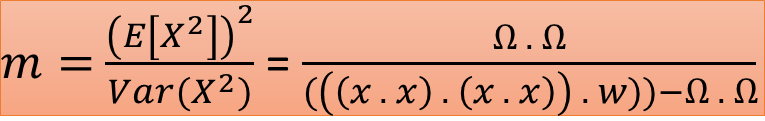 m = (E[X²])² / Var(X²) = Ω . Ω / (((x . x) . (x . x)) . w))−Ω . Ω